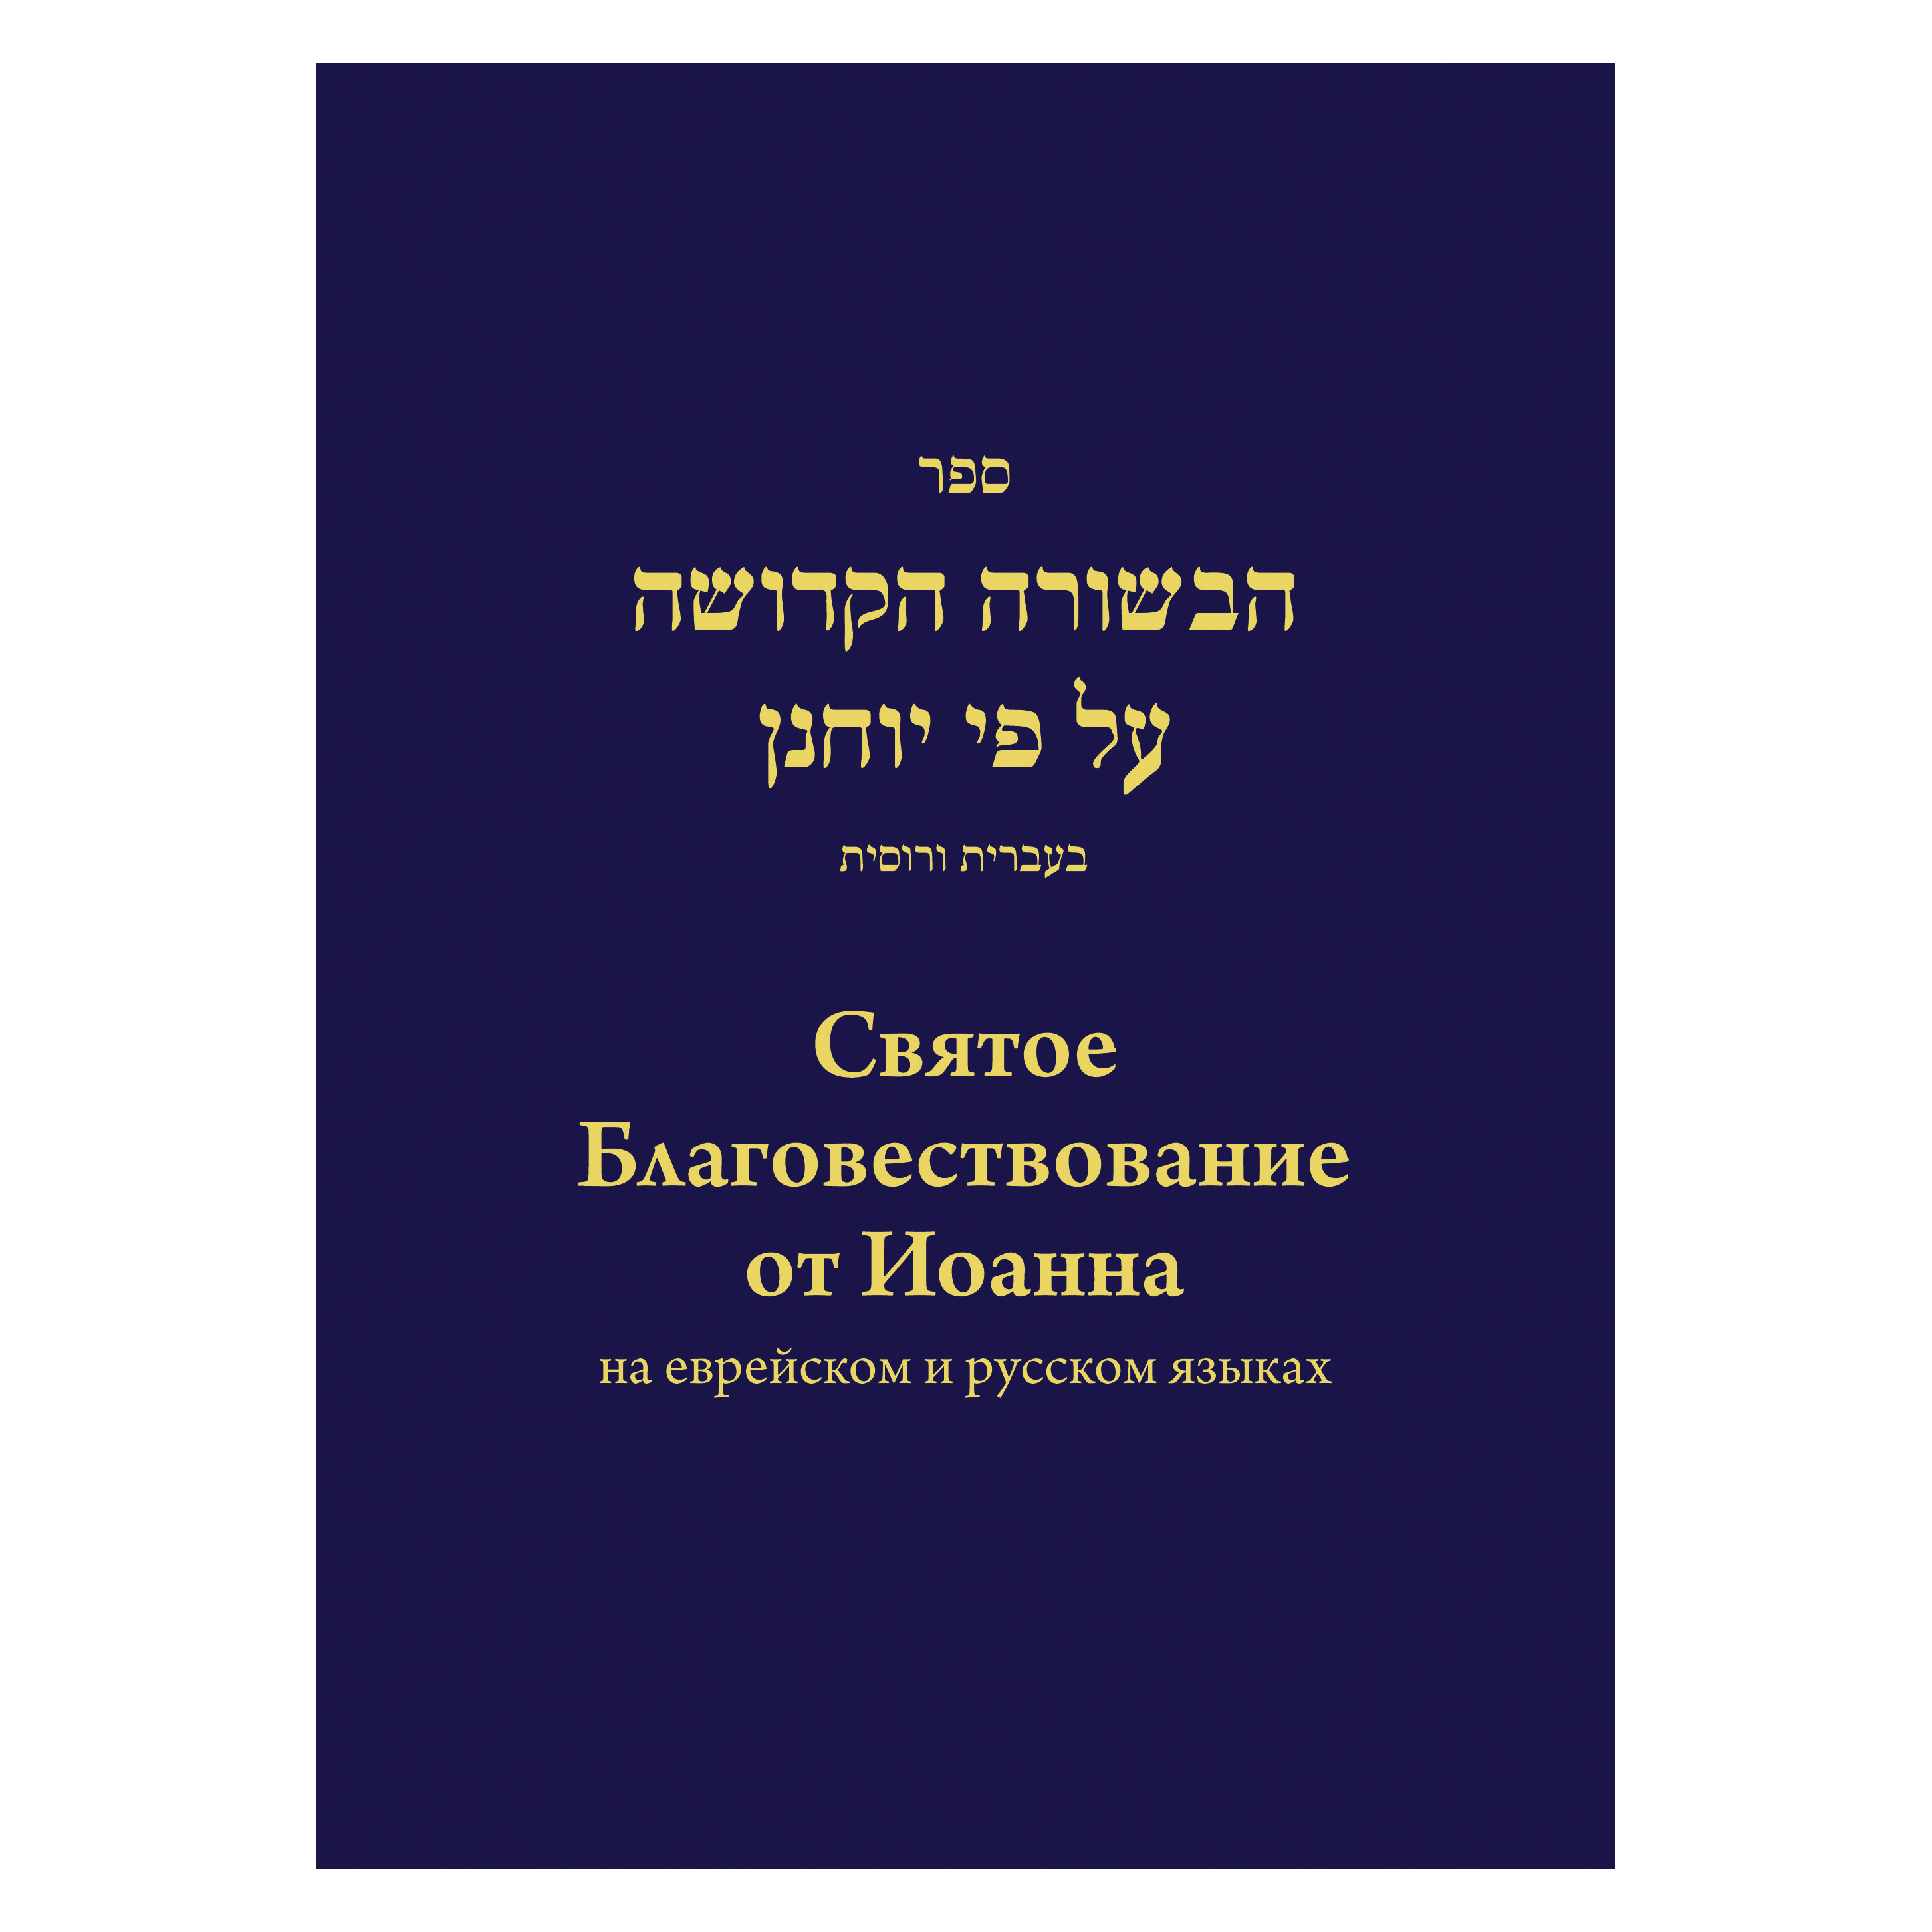 ספר
הבשורה הקדושה
על פי יוחנן
בעברית ורוסית
Святое
Благовествование
от Иоанна
на еврейском и русском языках